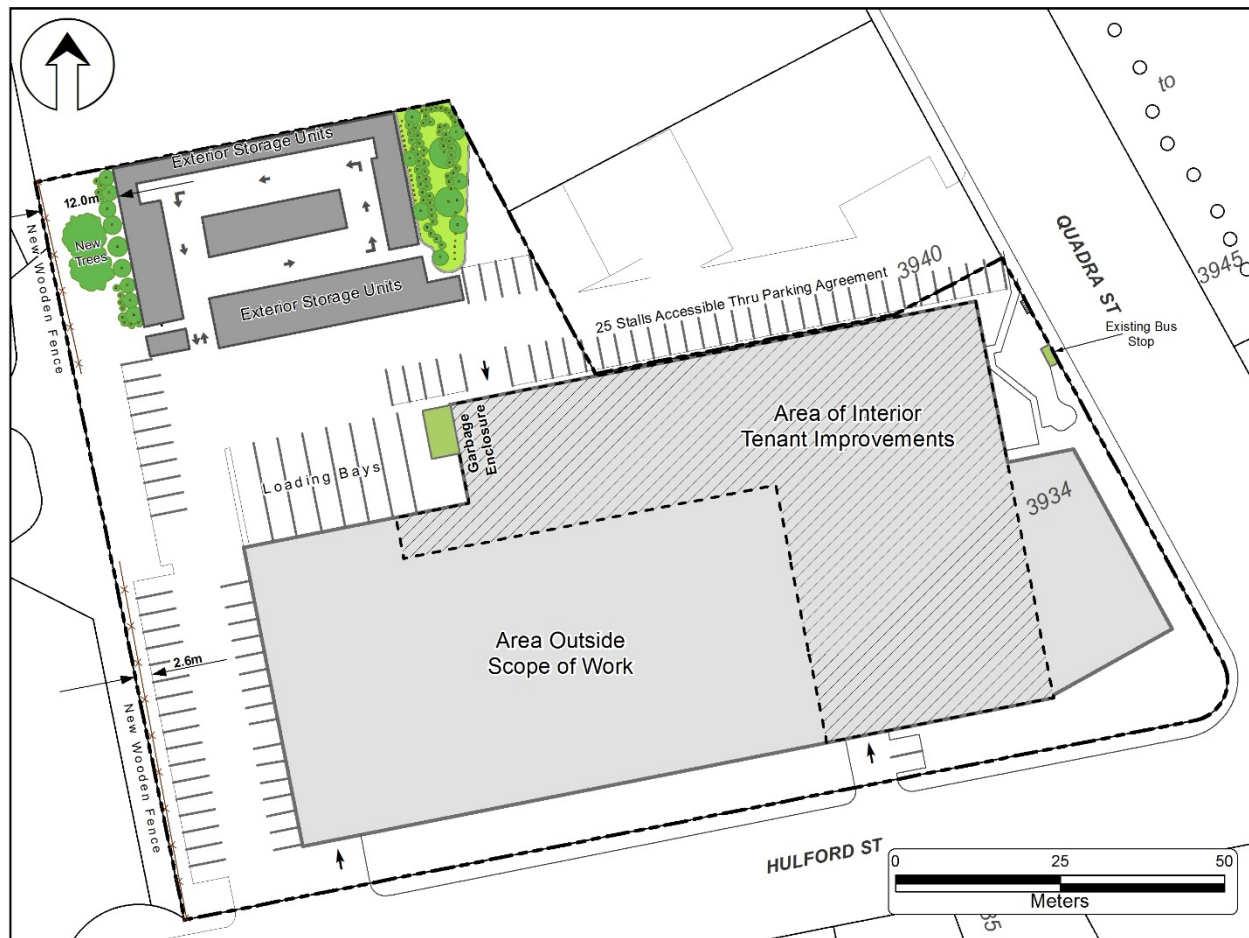 to
Exterior Storage Units
12.0m
New
Trees
New Wooden Fence
QUADRA ST
3945
3940
25 Stalls Accessible Thru Parking Agreement
Exterior Storage Units
Existing Bus
Stop
Garbage
Enclosure
Area of Interior
Tenant Improvements
Loading Bays
3934
Area Outside
Scope of Work
2.6m
New Wooden Fence
HULFORD ST
0 25 50
Meters